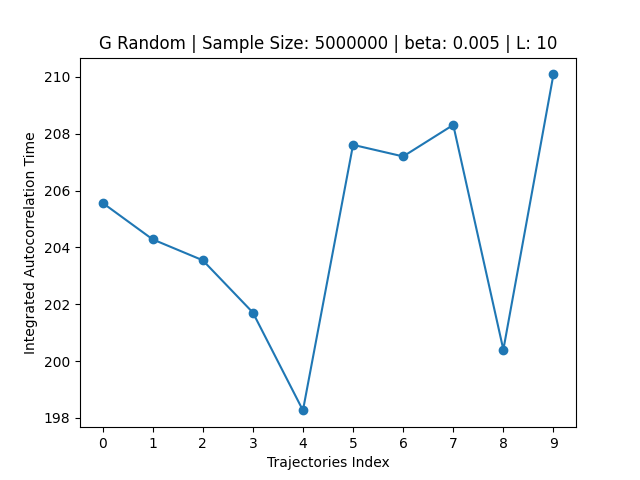 G Random | Sample Size: 5000000 | beta: 0.005 | L: 10
Integrated Autocorrelation Time
210
208
206
204
202
200
198
0 1 2 3 4 5 6 7 8 9
Trajectories Index